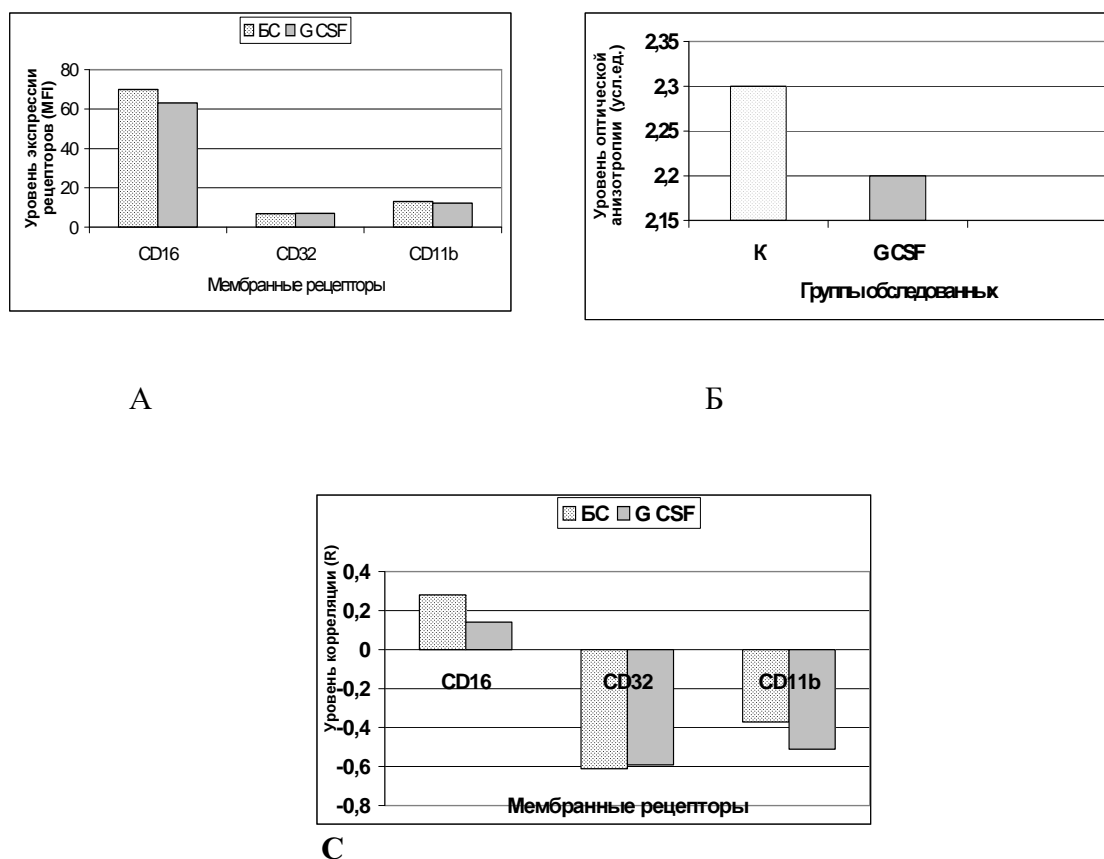 БС G CSF
Уровень экспрессии
рецепторов (MFI)
80
60
40
20
0
CD16 CD32 CD11b
Мембранные рецепторы
Уровень оптической
анизотропии (усл.ед.)
2,35
2,3
2,25
2,2
2,15
К G CSF
Группы обследованных
А Б
БС G CSF
Уровень корреляции (R)
0,4
0,2
0
-0,2
-0,4
-0,6
-0,8
CD16 CD32 CD11b
Мембранные рецепторы
С